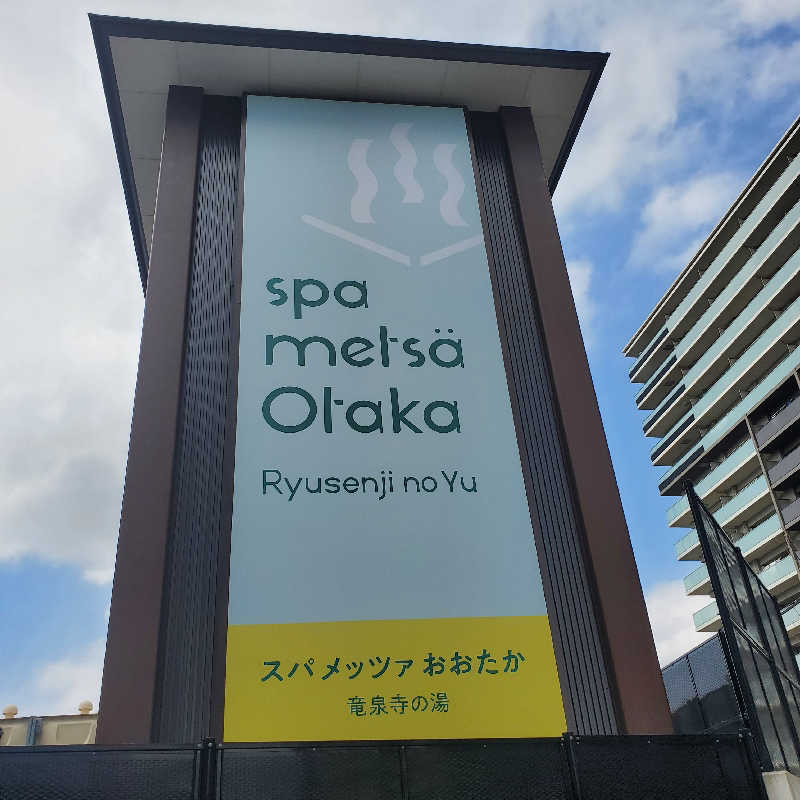 spa
metsä
Otaka
Ryusenji no Yu
スパ メッツァ おおたか
竜泉寺の湯